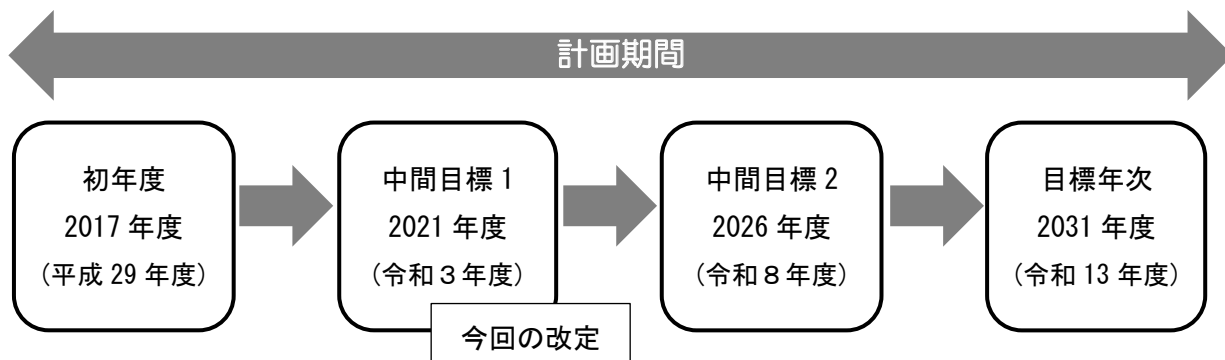 計画期間
初年度
2017 年度
（平成 29 年度）
中間目標 1
2021 年度
（令和３年度）
中間目標 2
2026 年度
（令和８年度）
目標年次
2031 年度
（令和 13 年度）
今回の改定